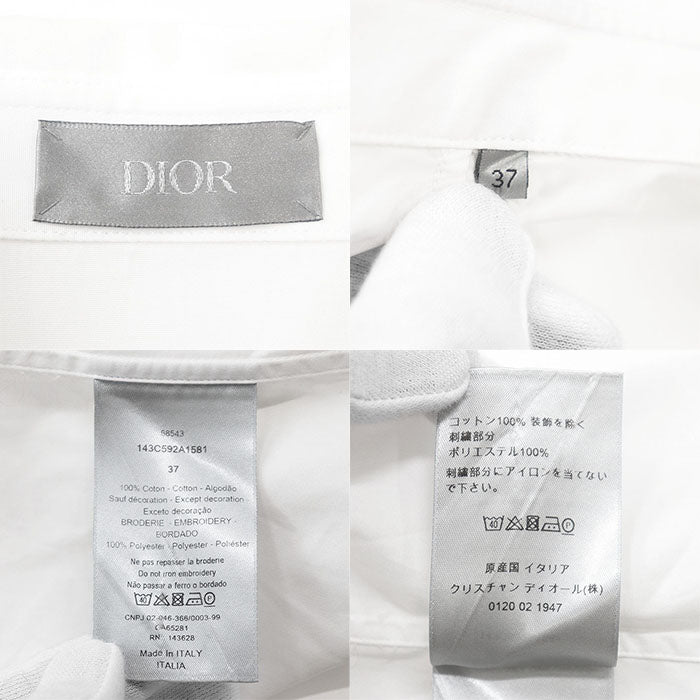 DIOR
37
68543
143C592A1581
37
100% Coton - Cotton - Algodão
Sauf décoration - Except decoration
Exceto decoração
BRODERIE - EMBROIDERY -
BORDADO
100% Polyester - Polyester - Poliéster
Ne pas repasser la broderie
Do not iron embroidery
Não passar a ferro o bordado
40 P
CNPJ 02-046-366/0003-99
CA65281
RN: 143628
Made In ITALY
ITALIA
コットン100% 装飾を除く
刺繍部分
ポリエステル100%
刺繍部分にアイロンを当てない
で下さい。
40 P
原産国 イタリア
クリスチャン ディオール(株)
0120 02 1947